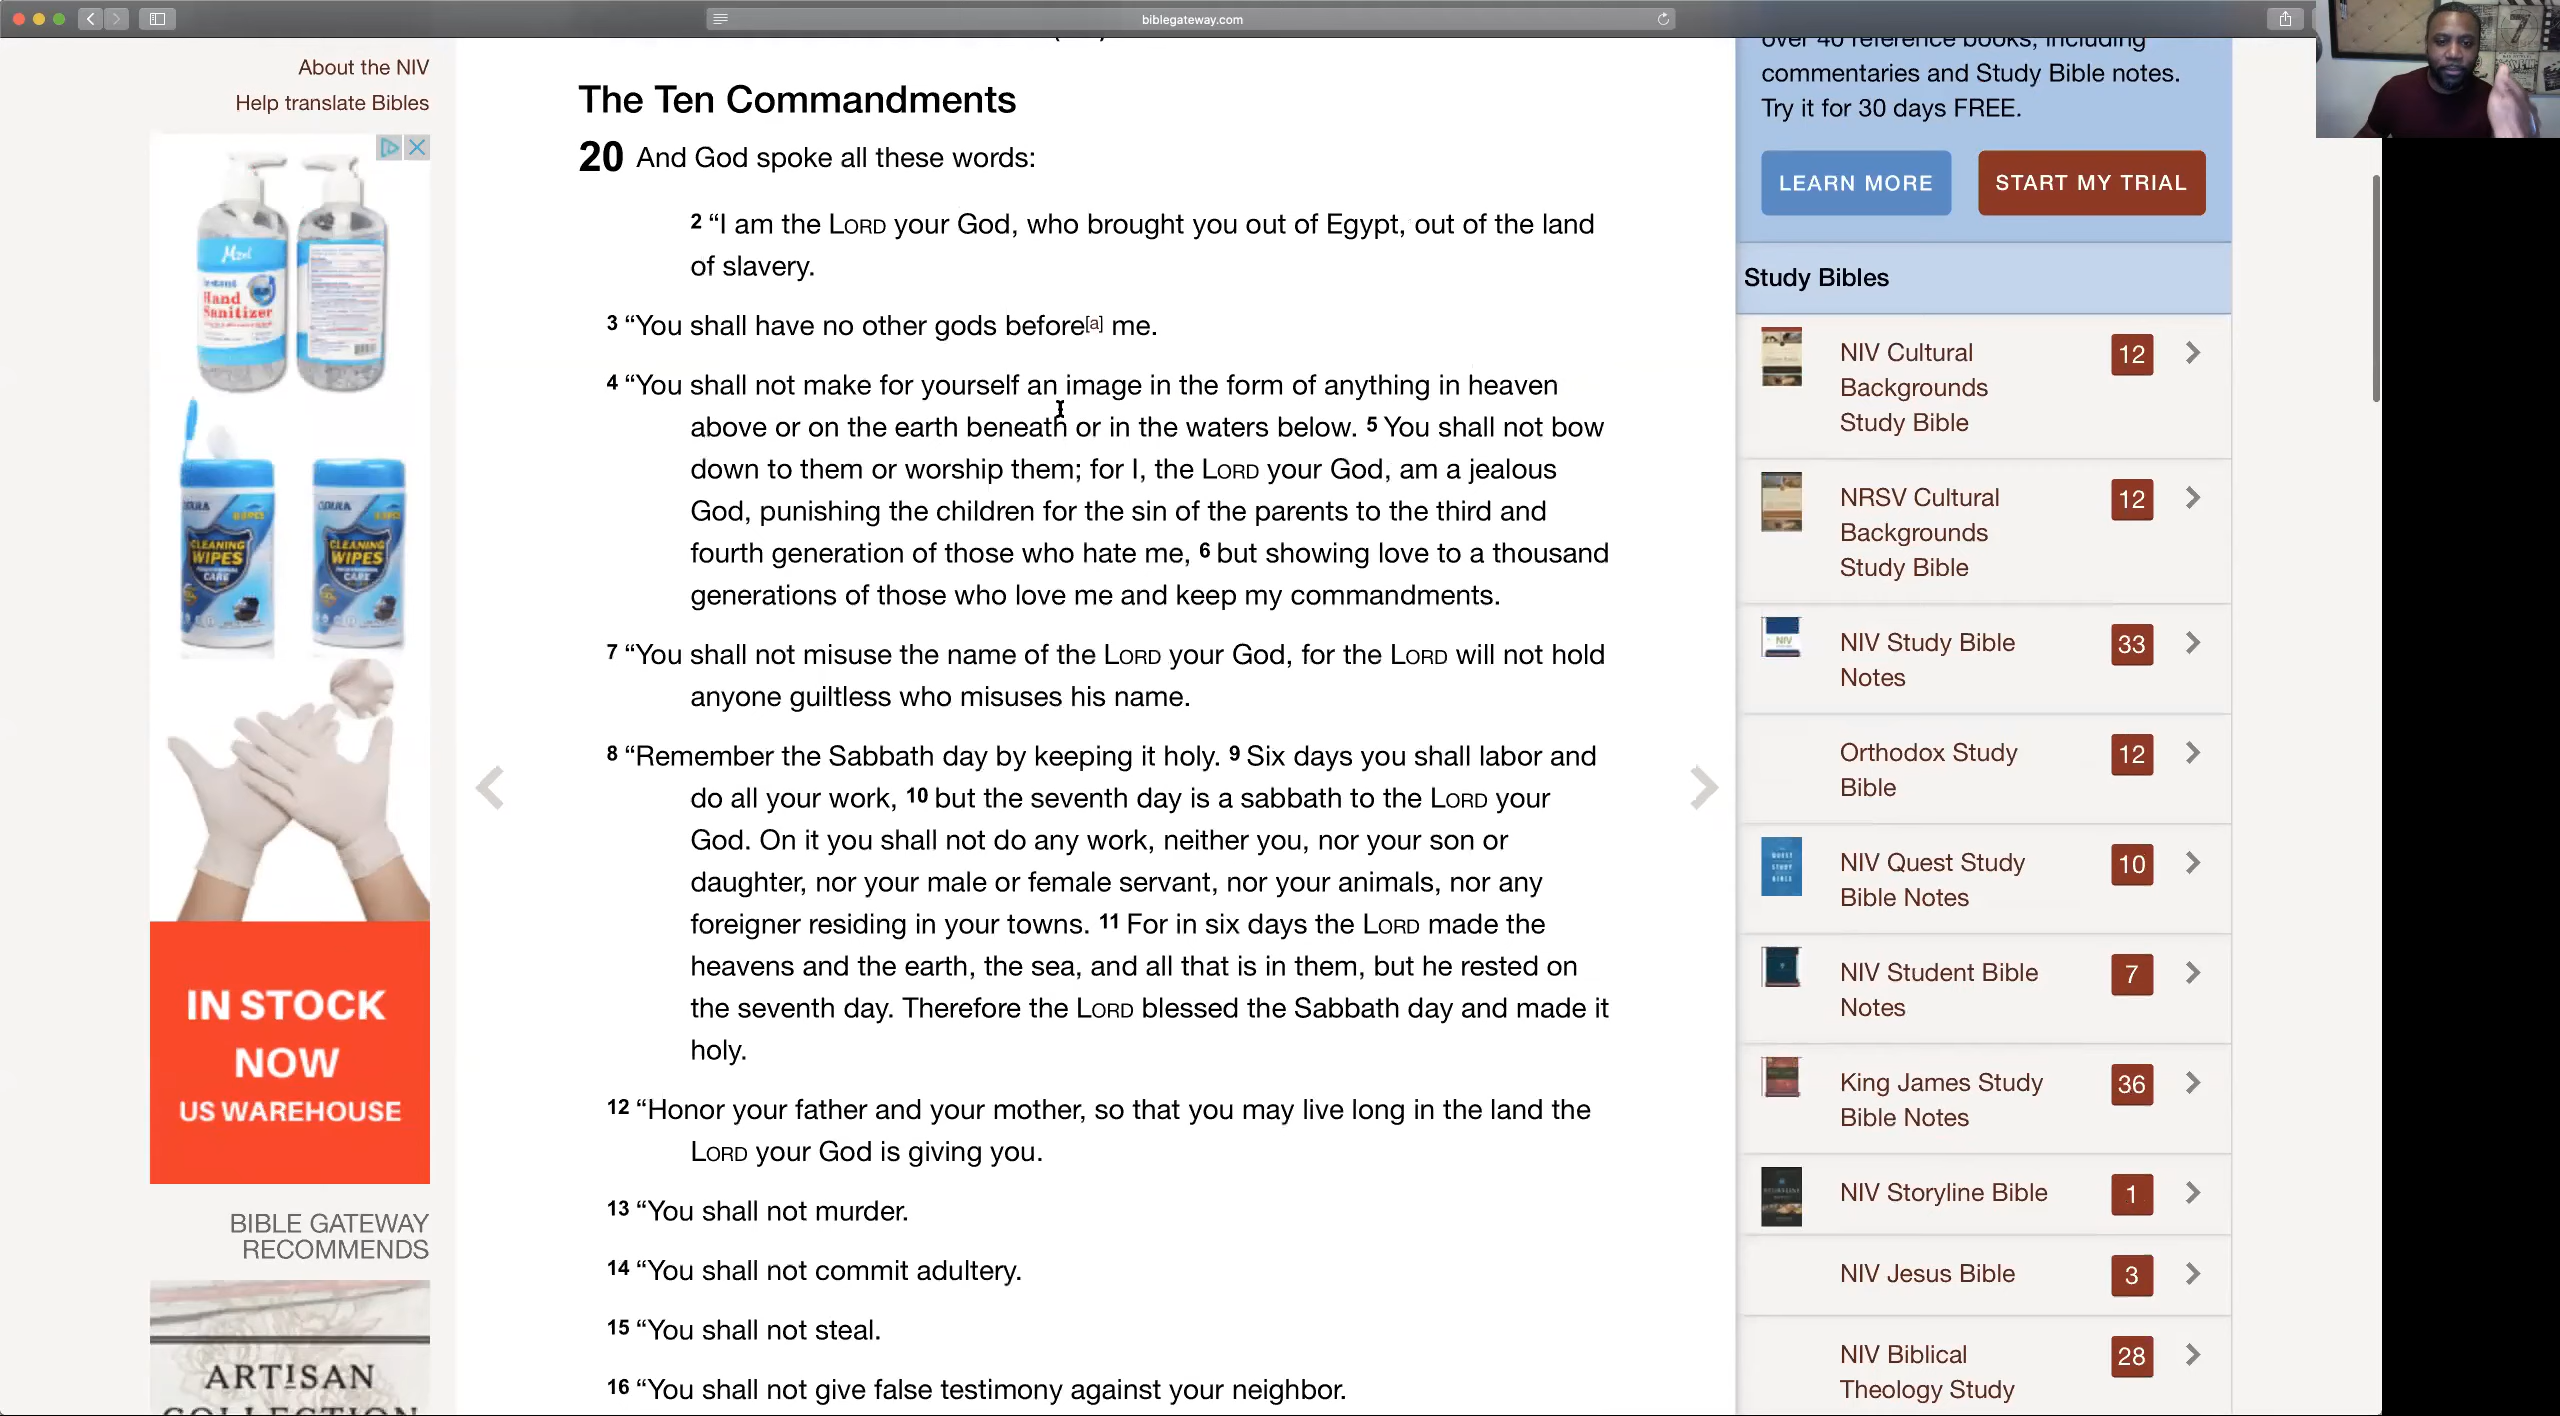 biblegateway.com
About the NIV
Help translate Bibles
Mzei
Instant
Hand
Sanitizer
CLEANING
WIPES
CARE
CLEANING
WIPES
CARE
IN STOCK
NOW
US WAREHOUSE
BIBLE GATEWAY
RECOMMENDS
ARTISAN
COLLECTION
The Ten Commandments
20 And God spoke all these words:
2 “I am the LORD your God, who brought you out of Egypt, out of the land
of slavery.
3 “You shall have no other gods before[a] me.
4 “You shall not make for yourself an image in the form of anything in heaven
above or on the earth beneath or in the waters below. 5 You shall not bow
down to them or worship them; for I, the LORD your God, am a jealous
God, punishing the children for the sin of the parents to the third and
fourth generation of those who hate me, 6 but showing love to a thousand
generations of those who love me and keep my commandments.
7 “You shall not misuse the name of the LORD your God, for the LORD will not hold
anyone guiltless who misuses his name.
8 “Remember the Sabbath day by keeping it holy. 9 Six days you shall labor and
do all your work, 10 but the seventh day is a sabbath to the LORD your
God. On it you shall not do any work, neither you, nor your son or
daughter, nor your male or female servant, nor your animals, nor any
foreigner residing in your towns. 11 For in six days the LORD made the
heavens and the earth, the sea, and all that is in them, but he rested on
the seventh day. Therefore the LORD blessed the Sabbath day and made it
holy.
12 “Honor your father and your mother, so that you may live long in the land the
LORD your God is giving you.
13 “You shall not murder.
14 “You shall not commit adultery.
15 “You shall not steal.
16 “You shall not give false testimony against your neighbor.
over 40 reference books, including
commentaries and Study Bible notes.
Try it for 30 days FREE.
LEARN MORE
START MY TRIAL
Study Bibles
NIV Cultural 12
Backgrounds
Study Bible
NRSV Cultural 12
Backgrounds
Study Bible
NIV Study Bible 33
Notes
Orthodox Study 12
Bible
NIV Quest Study 10
Bible Notes
NIV Student Bible 7
Notes
King James Study 36
Bible Notes
NIV Storyline Bible 1
NIV Jesus Bible 3
NIV Biblical 28
Theology Study